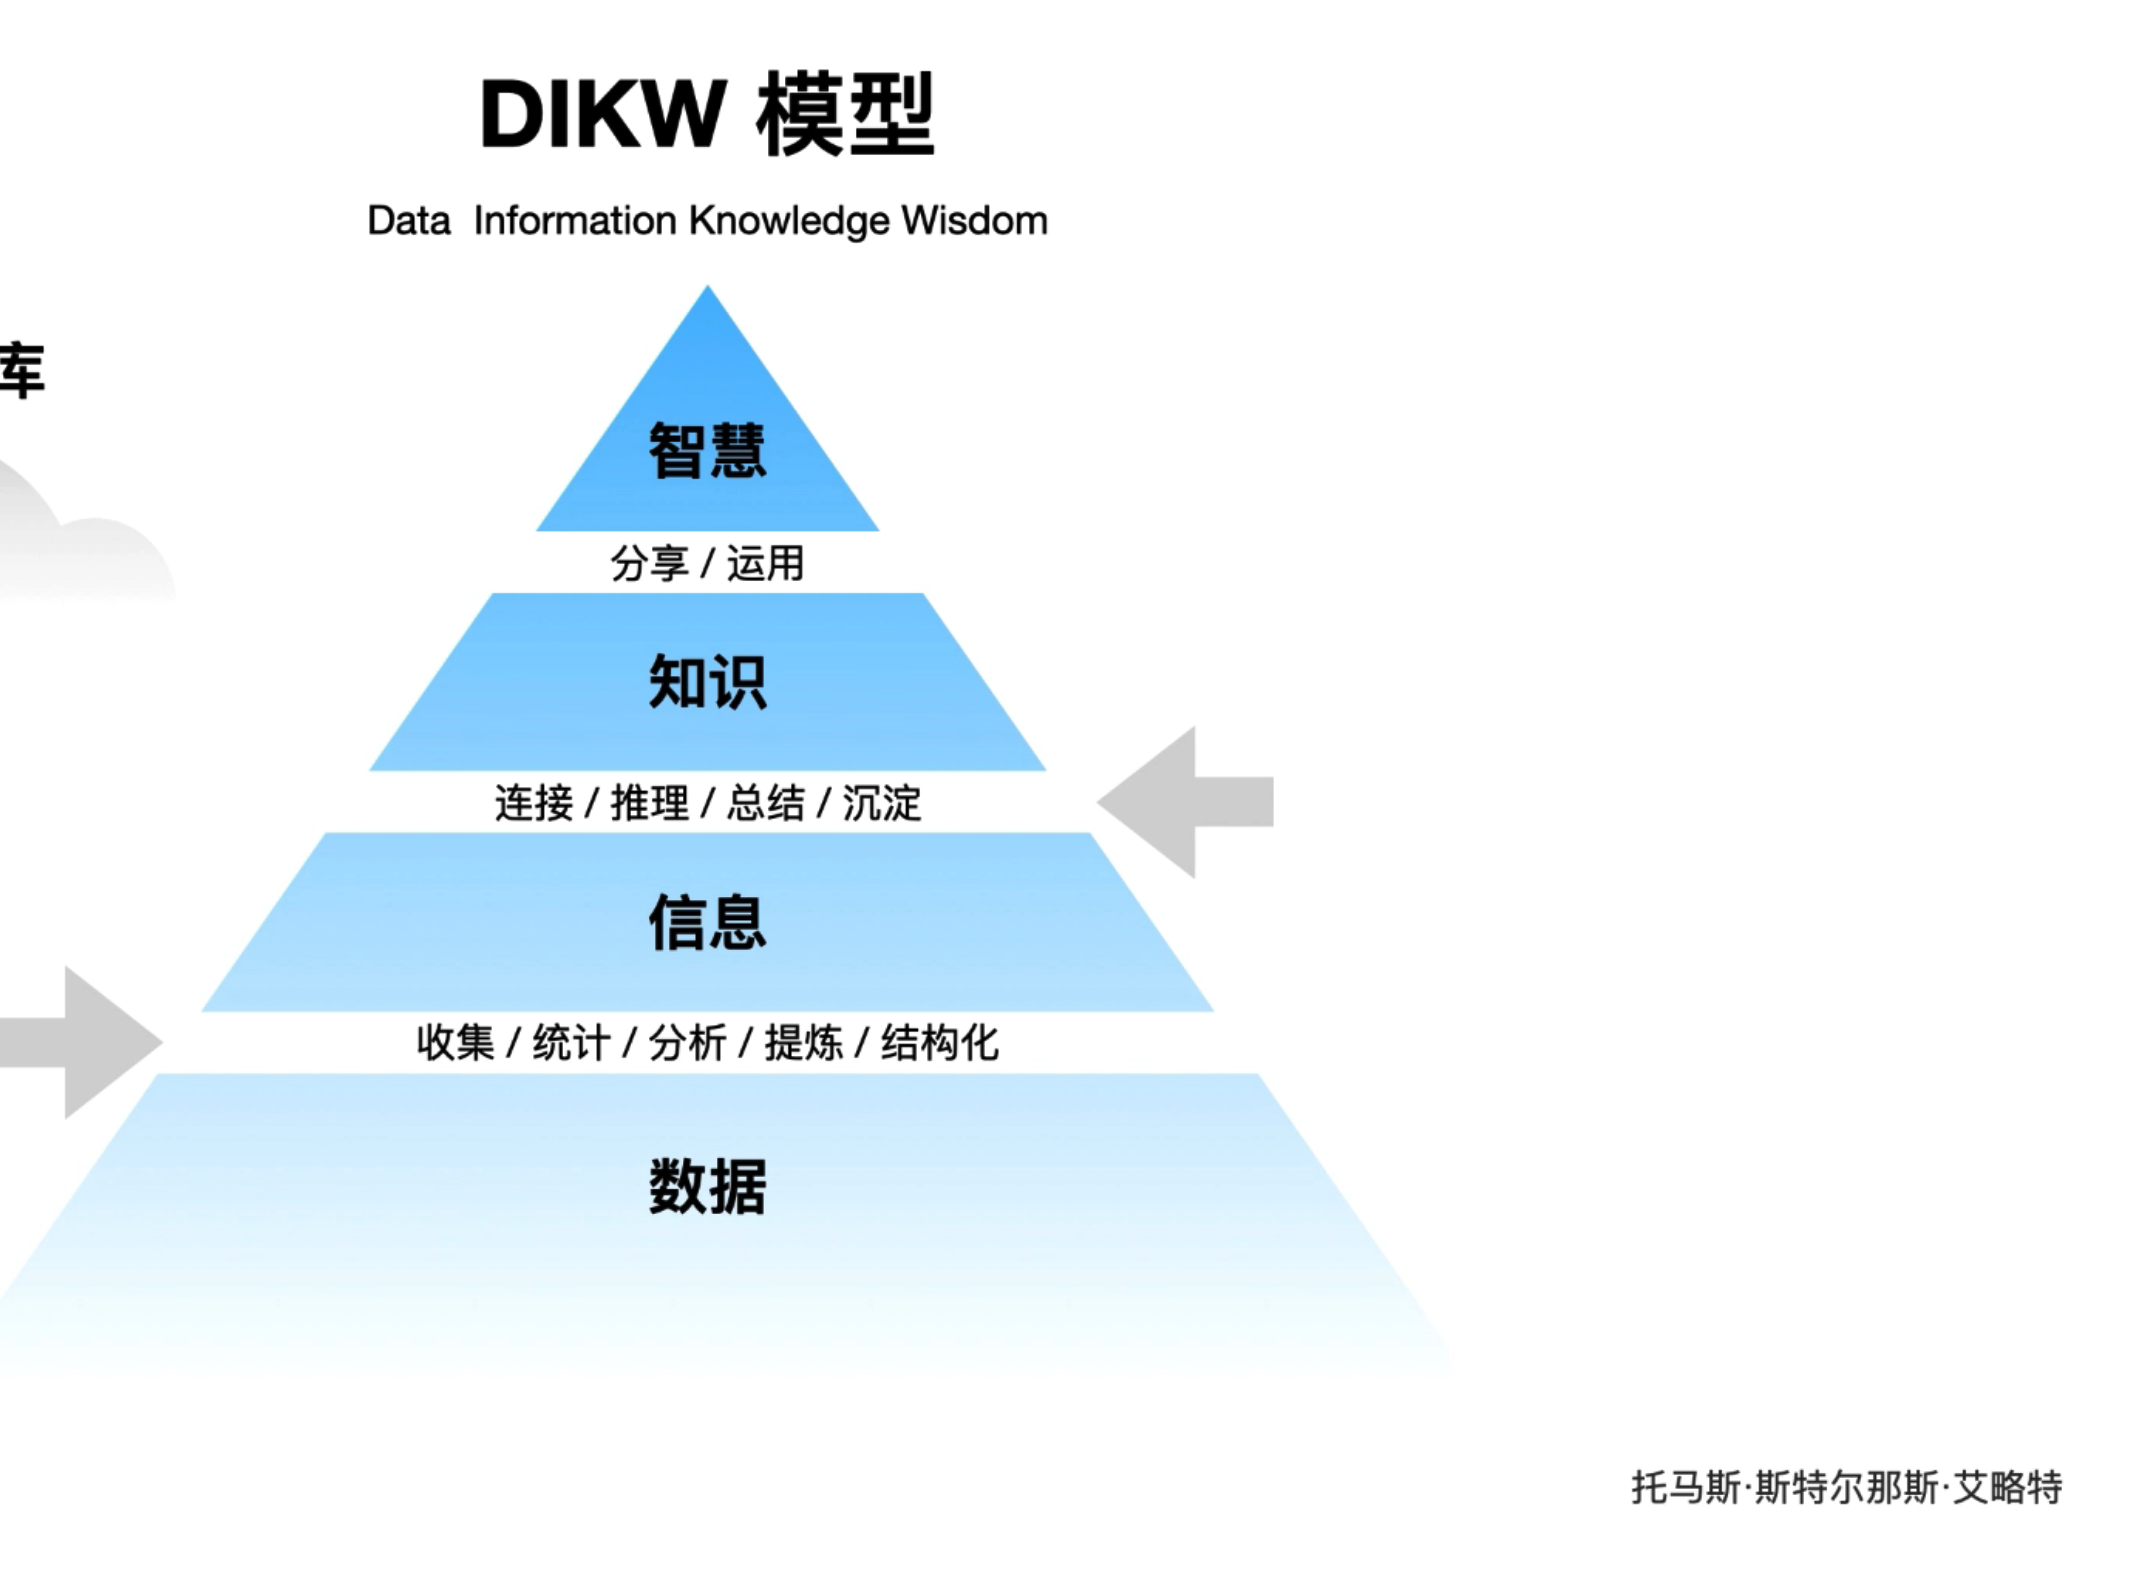 DIKW 模型
Data Information Knowledge Wisdom
库
智慧
分享 / 运用
知识
连接 / 推理 / 总结 / 沉淀
信息
收集 / 统计 / 分析 / 提炼 / 结构化
数据
托马斯·斯特尔那斯·艾略特